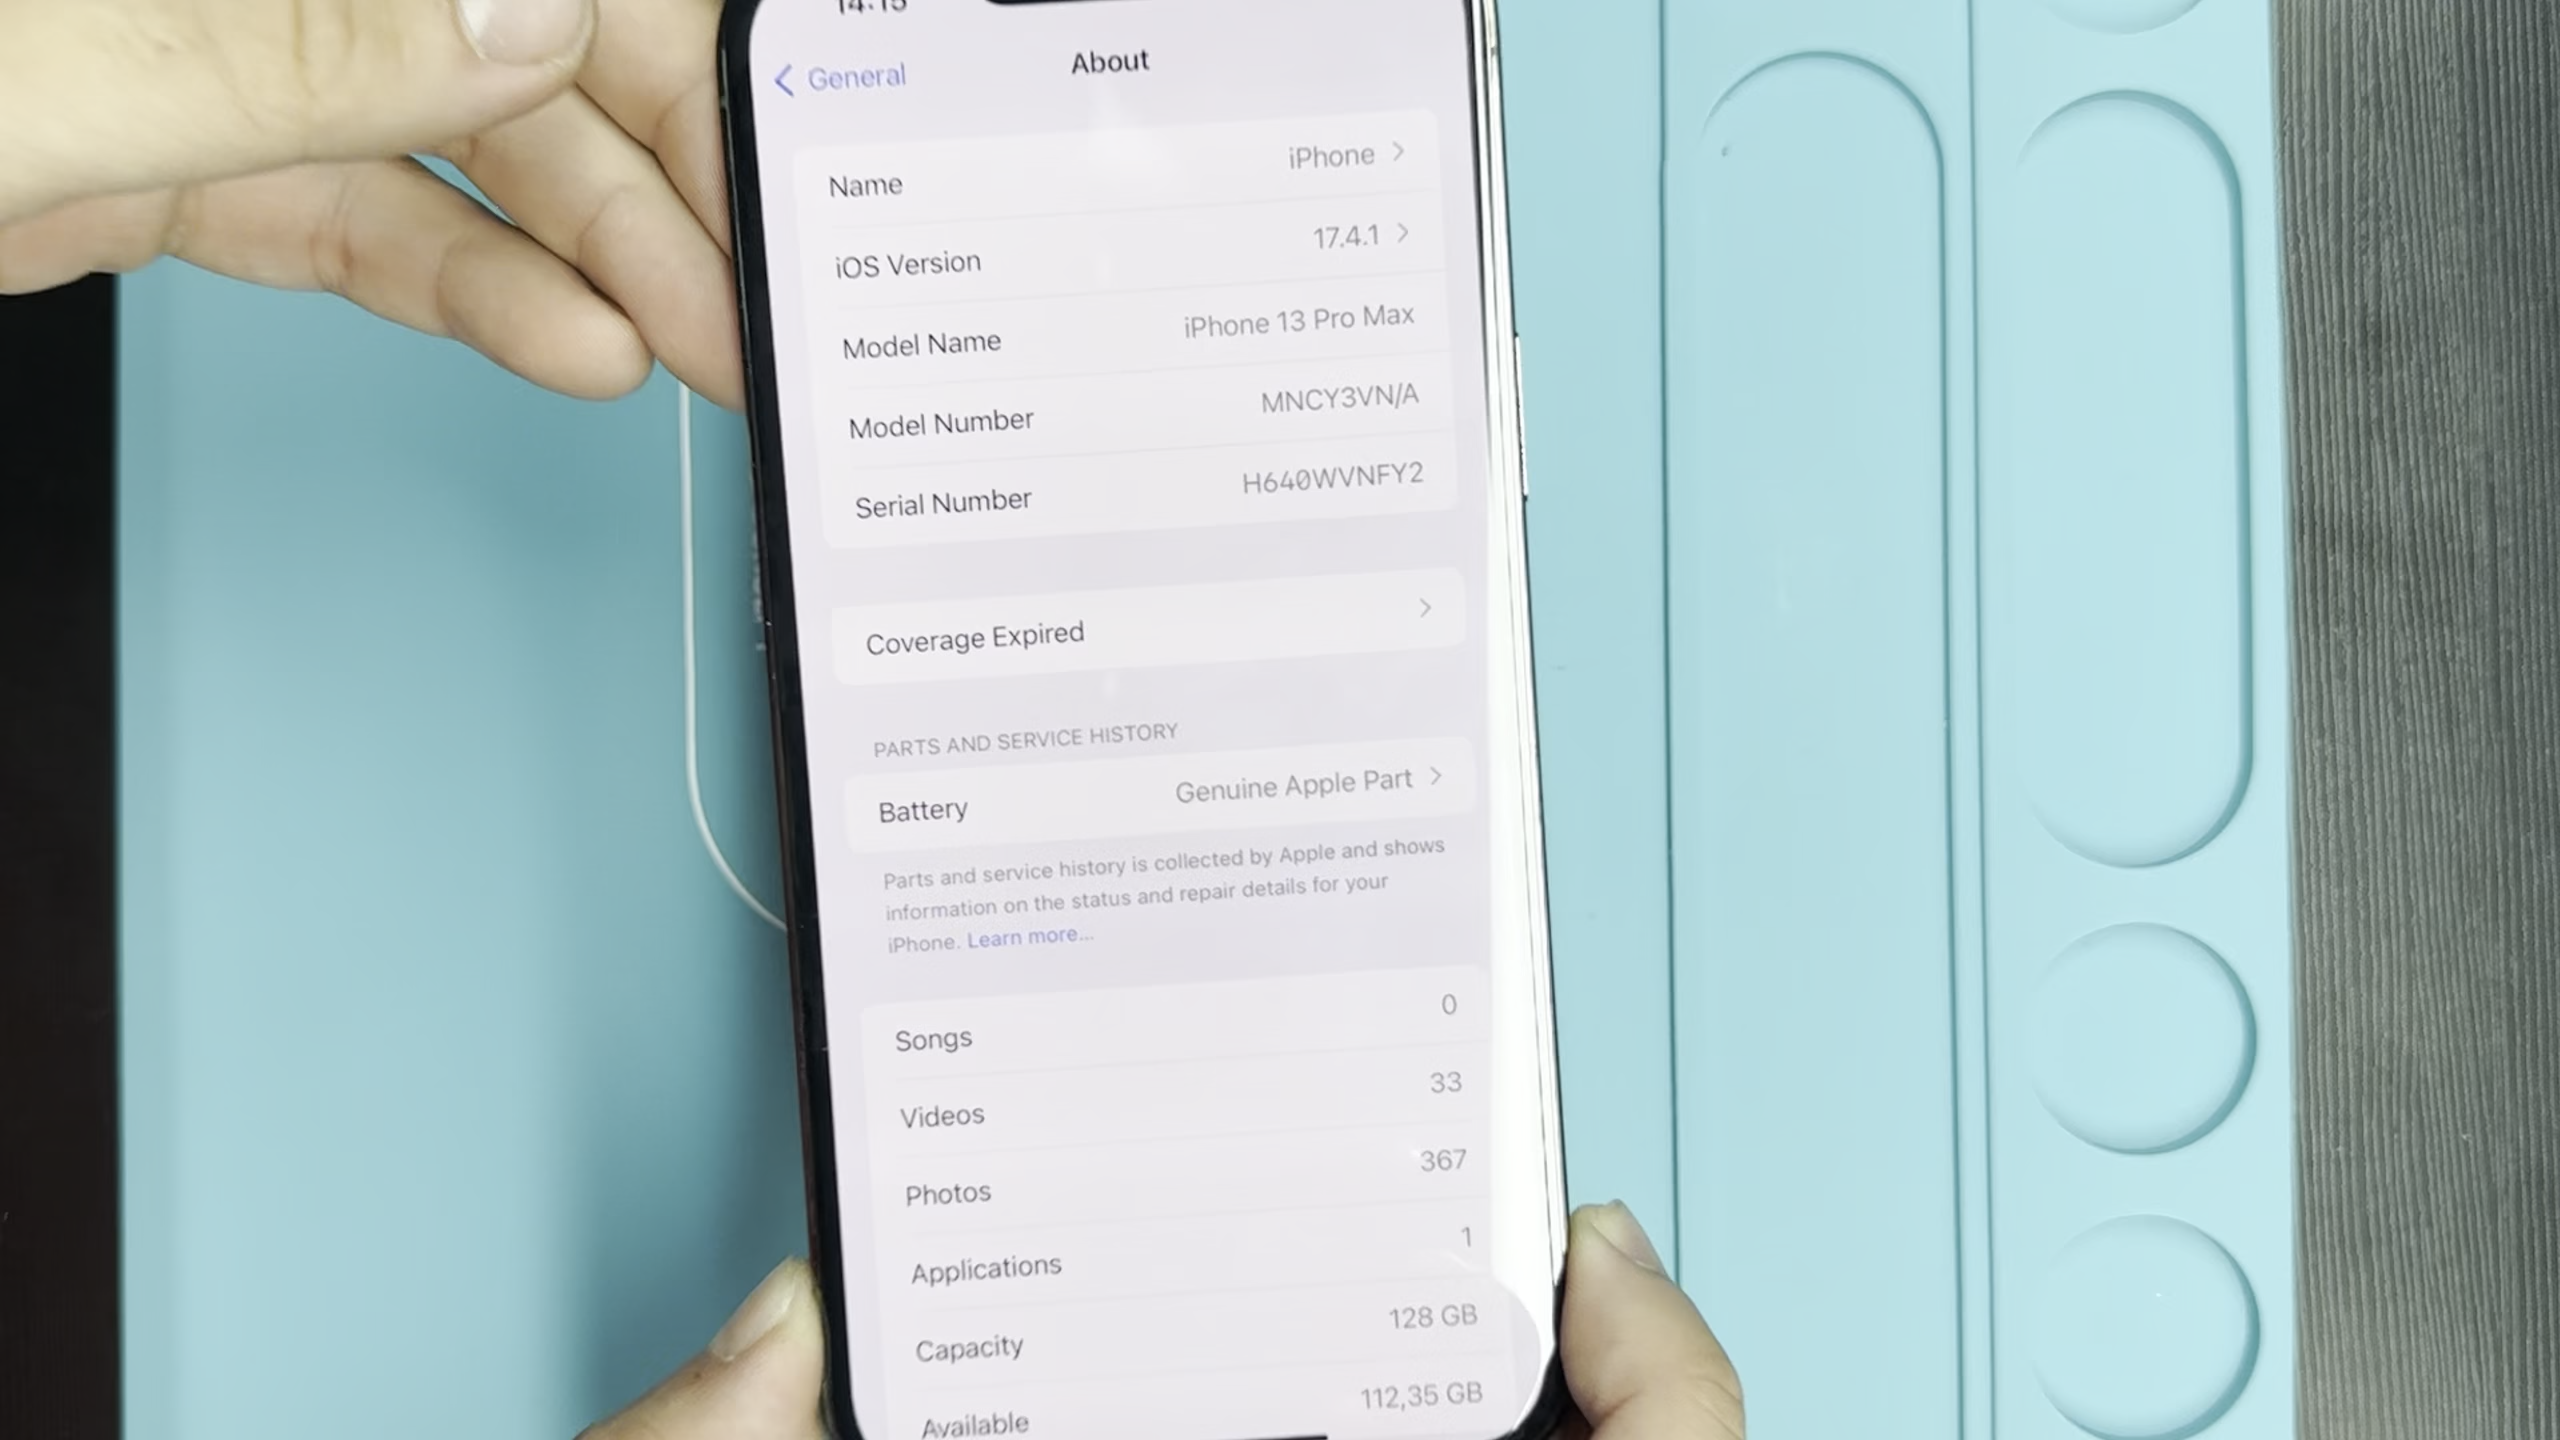 14:15
General
About
Name iPhone
iOS Version 17.4.1
Model Name iPhone 13 Pro Max
Model Number MNCY3VN/A
Serial Number H640WVNFY2
Coverage Expired
PARTS AND SERVICE HISTORY
Battery Genuine Apple Part
Parts and service history is collected by Apple and shows
information on the status and repair details for your
iPhone. Learn more...
Songs 0
Videos 33
Photos 367
Applications 1
Capacity 128 GB
Available 112,35 GB